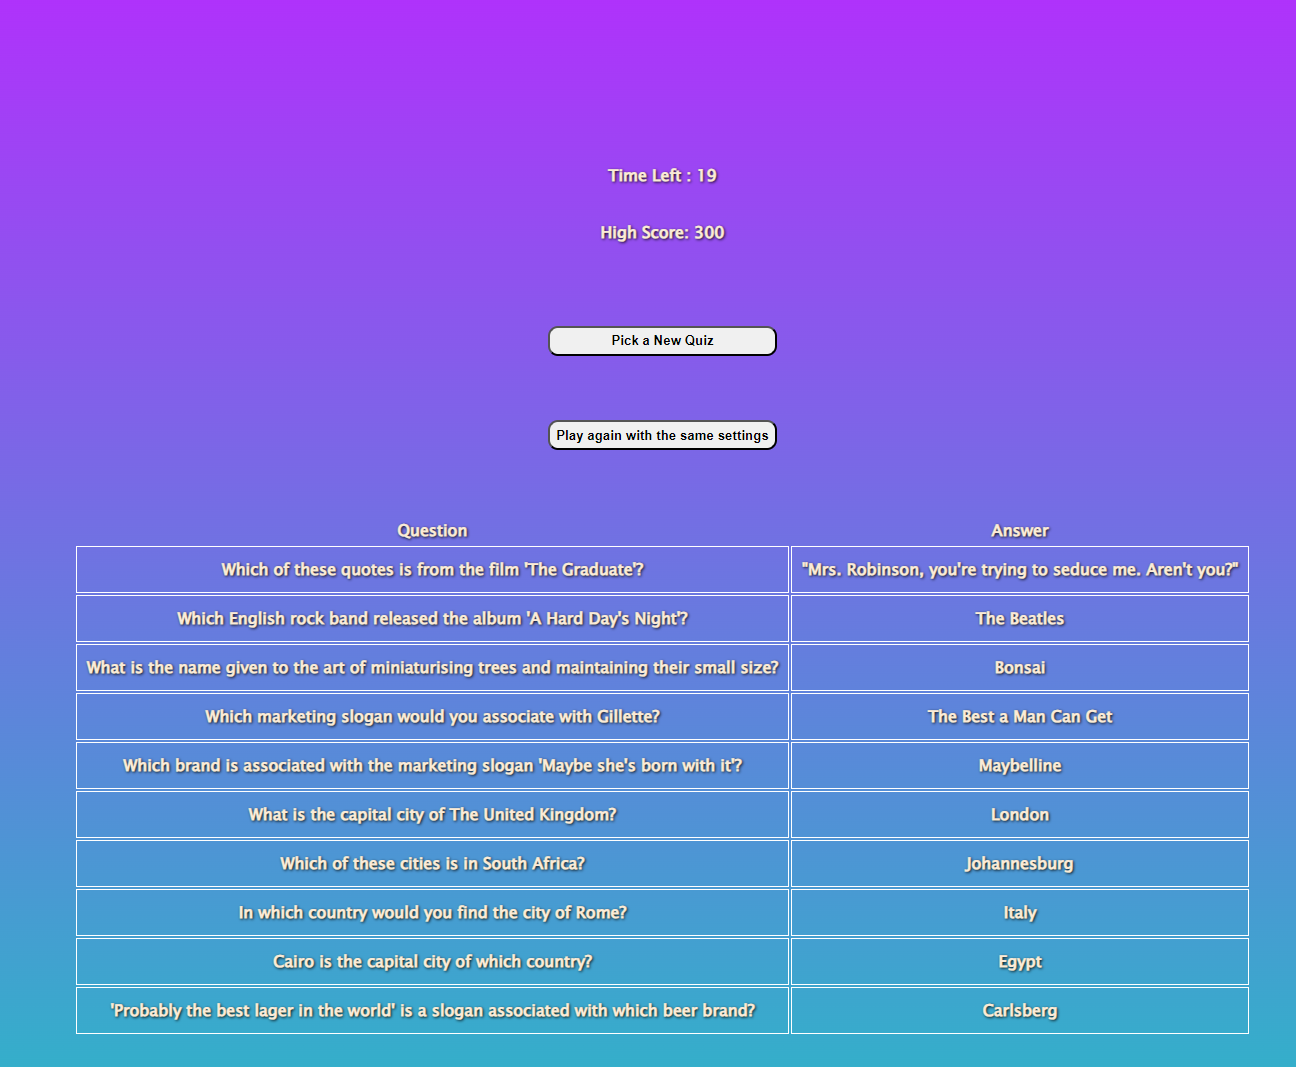 Time Left : 19
High Score: 300
Pick a New Quiz
Play again with the same settings
Question Answer
Which of these quotes is from the film 'The Graduate'? "Mrs. Robinson, you're trying to seduce me. Aren't you?"
Which English rock band released the album 'A Hard Day's Night'? The Beatles
What is the name given to the art of miniaturising trees and maintaining their small size? Bonsai
Which marketing slogan would you associate with Gillette? The Best a Man Can Get
Which brand is associated with the marketing slogan 'Maybe she's born with it'? Maybelline
What is the capital city of The United Kingdom? London
Which of these cities is in South Africa? Johannesburg
In which country would you find the city of Rome? Italy
Cairo is the capital city of which country? Egypt
'Probably the best lager in the world' is a slogan associated with which beer brand? Carlsberg